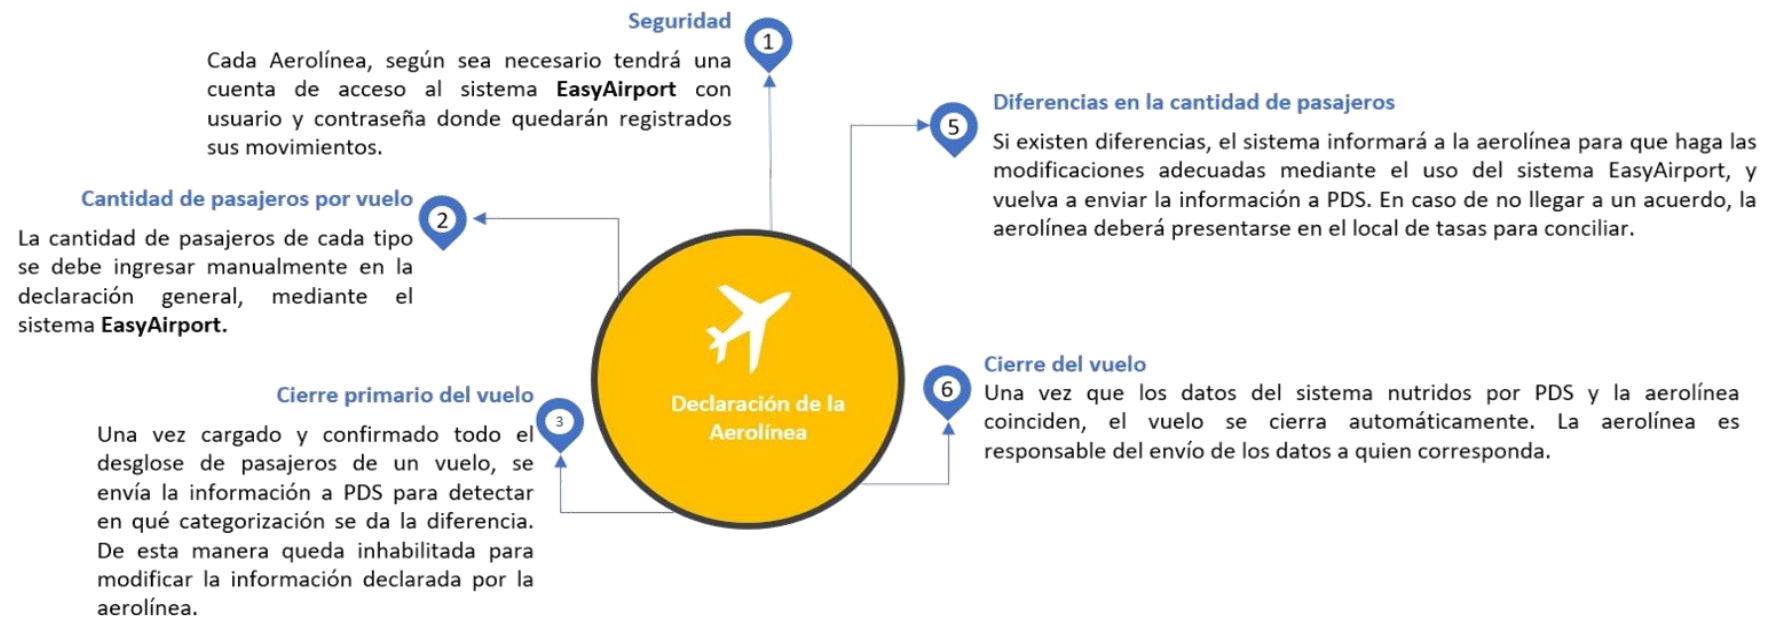 Seguridad
1
Cada Aerolínea, según sea necesario tendrá una
cuenta de acceso al sistema EasyAirport con
usuario y contraseña donde quedarán registrados
sus movimientos.
Cantidad de pasajeros por vuelo
2
La cantidad de pasajeros de cada tipo
se debe ingresar manualmente en la
declaración general, mediante el
sistema EasyAirport.
Cierre primario del vuelo
3
Una vez cargado y confirmado todo el
desglose de pasajeros de un vuelo, se
envía la información a PDS para detectar
en qué categorización se da la diferencia.
De esta manera queda inhabilitada para
modificar la información declarada por la
aerolínea.
Declaración de la
Aerolínea
5
Diferencias en la cantidad de pasajeros
Si existen diferencias, el sistema informará a la aerolínea para que haga las
modificaciones adecuadas mediante el uso del sistema EasyAirport, y
vuelva a enviar la información a PDS. En caso de no llegar a un acuerdo, la
aerolínea deberá presentarse en el local de tasas para conciliar.
6
Cierre del vuelo
Una vez que los datos del sistema nutridos por PDS y la aerolínea
coinciden, el vuelo se cierra automáticamente. La aerolínea es
responsable del envío de los datos a quien corresponda.